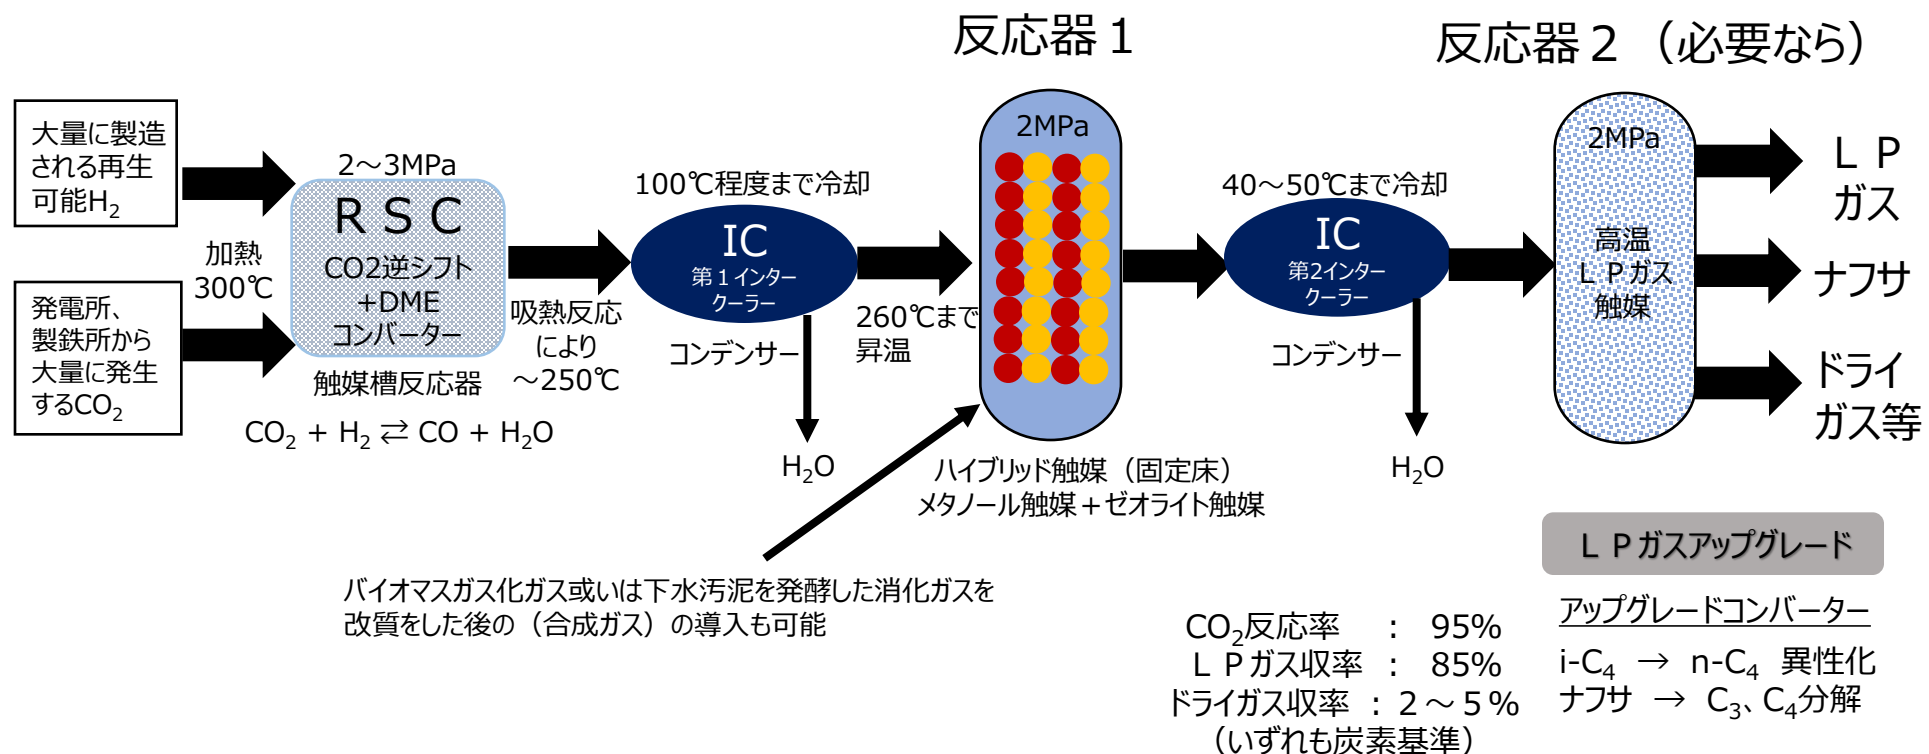 反応器１
反応器２（必要なら）
大量に製造
される再生
可能H₂
加熱
300℃
発電所、
製鉄所から
大量に発生
するCO₂
2～3MPa
ＲＳＣ
CO2逆シフト
+DME
コンバーター
触媒槽反応器
CO₂ + H₂ ⇄ CO + H₂O
吸熱反応
により
～250℃
100℃程度まで冷却
IC
第１インター
クーラー
コンデンサー
H₂O
260℃まで
昇温
2MPa
ハイブリッド触媒（固定床）
メタノール触媒＋ゼオライト触媒
バイオマスガス化ガス或いは下水汚泥を発酵した消化ガスを
改質をした後の（合成ガス）の導入も可能
40～50℃まで冷却
IC
第2インター
クーラー
コンデンサー
H₂O
2MPa
高温
ＬＰガス
触媒
ＬＰ
ガス
ナフサ
ドライ
ガス等
CO₂反応率 : 95%
ＬＰガス収率 : 85%
ドライガス収率 : ２～５%
（いずれも炭素基準）
ＬＰガスアップグレード
アップグレードコンバーター
i-C₄ → n-C₄ 異性化
ナフサ → C₃、C₄分解